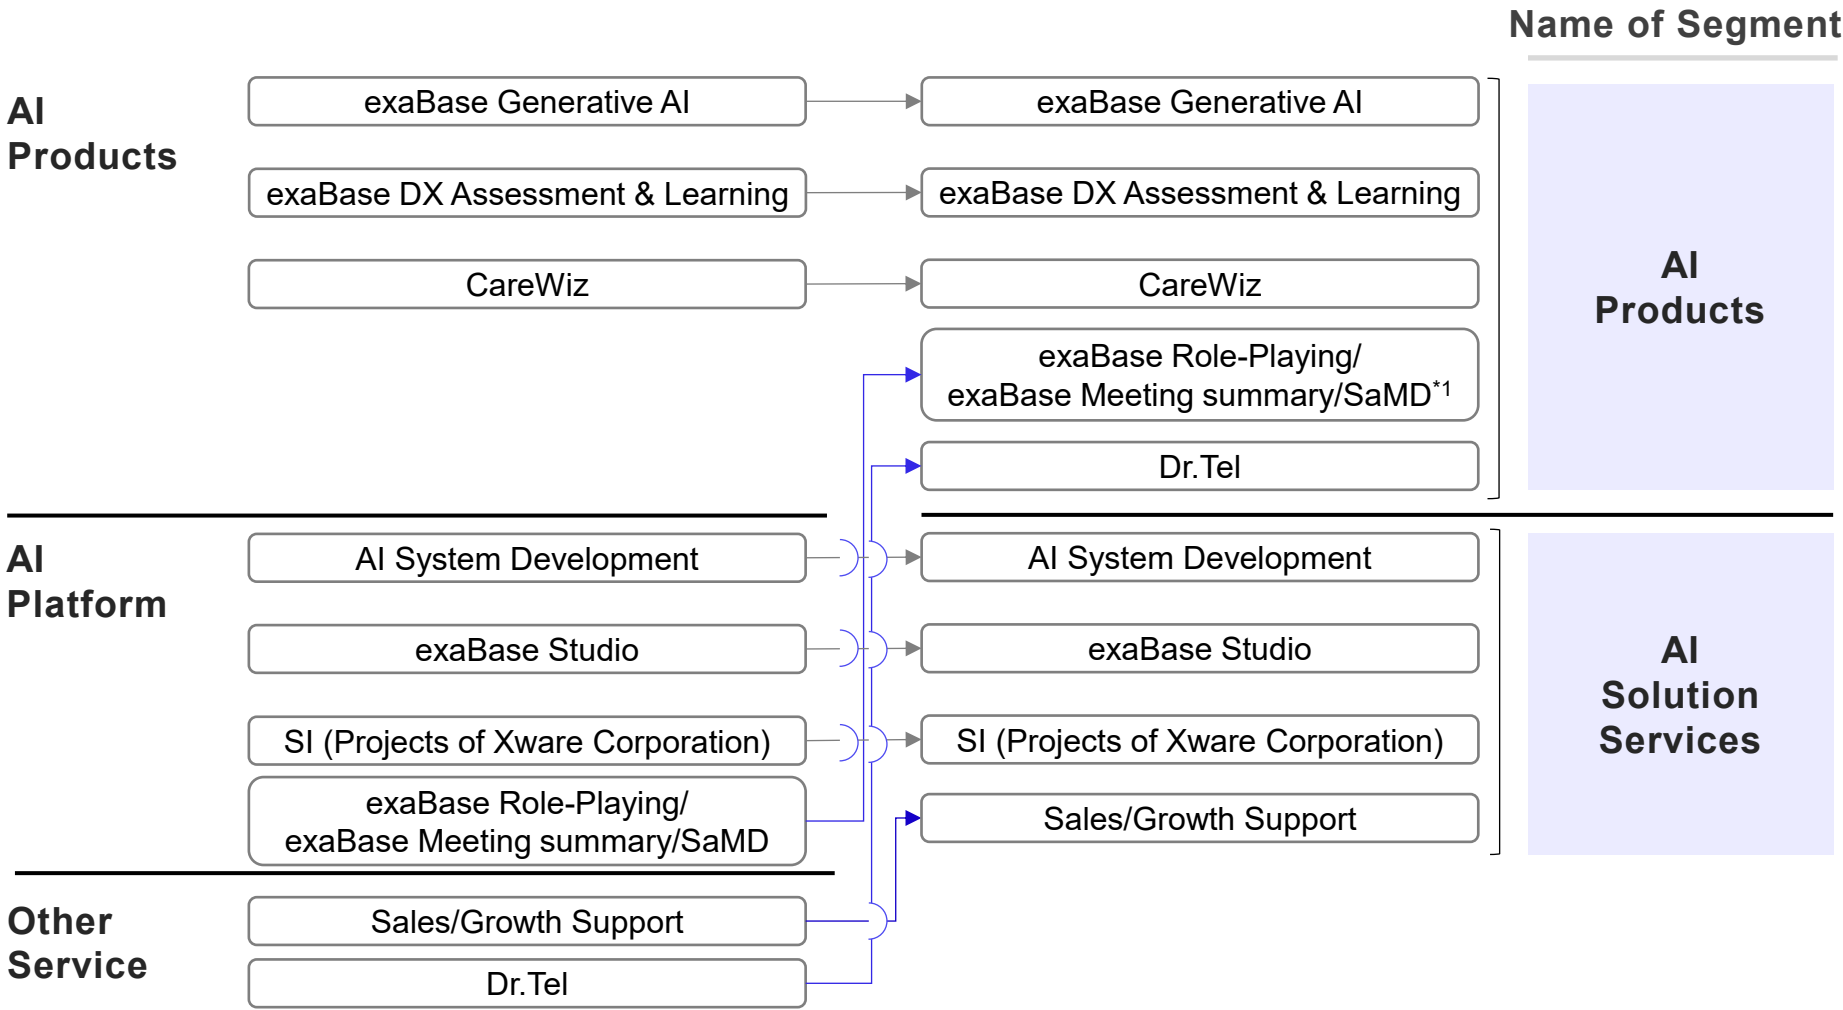 Name of Segment
AI
Products
exaBase Generative AI
exaBase Generative AI
exaBase DX Assessment & Learning
exaBase DX Assessment & Learning
CareWiz
CareWiz
exaBase Role-Playing/
exaBase Meeting summary/SaMD*1
Dr.Tel
AI
Products
AI
Platform
AI System Development
AI System Development
exaBase Studio
exaBase Studio
SI (Projects of Xware Corporation)
SI (Projects of Xware Corporation)
exaBase Role-Playing/
exaBase Meeting summary/SaMD
Sales/Growth Support
AI
Solution
Services
Other
Service
Sales/Growth Support
Dr.Tel